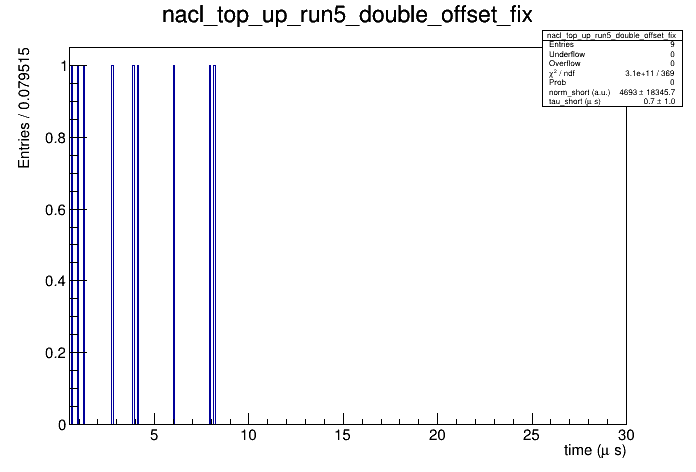 nacl_top_up_run5_double_offset_fix
nacl_top_up_run5_double_offset_fix
Entries 9
Underflow 0
Overflow 0
χ² / ndf 3.1e+11 / 369
Prob 0
norm_short (a.u.) 4693 ± 18345.7
tau_short (μ s) 0.7 ± 1.0
Entries / 0.079515
1
0.8
0.6
0.4
0.2
0
5 10 15 20 25 30
time (μ s)